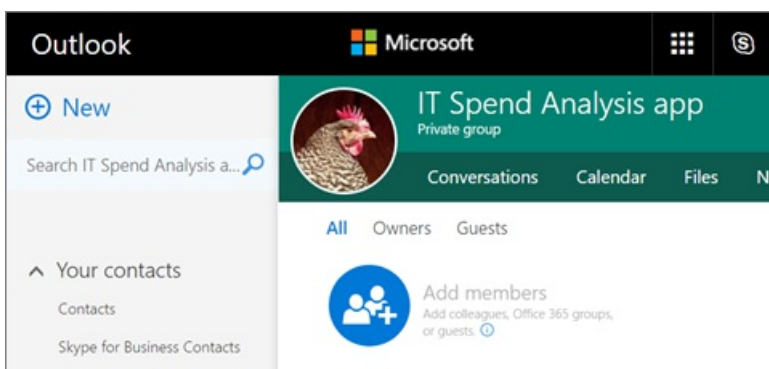 Outlook
Microsoft
New
Search IT Spend Analysis a...
Your contacts
Contacts
Skype for Business Contacts
IT Spend Analysis app
Private group
Conversations Calendar Files N
All Owners Guests
Add members
Add colleagues, Office 365 groups,
or guests.